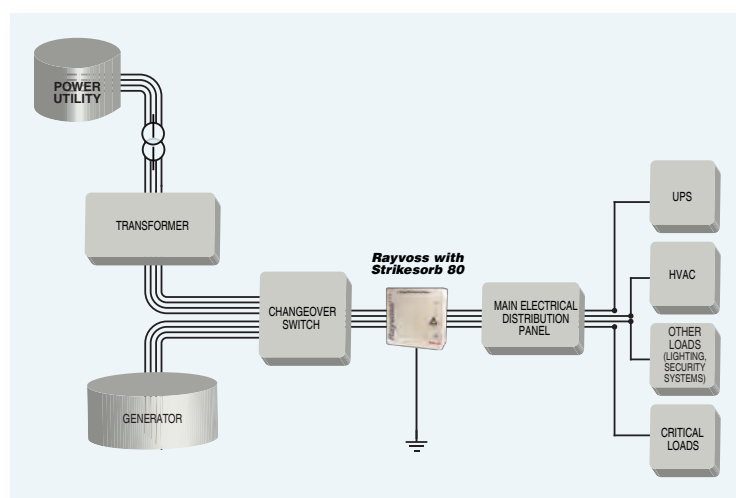 POWER
UTILITY
TRANSFORMER
Rayvoss with
Strikesorb 80
CHANGEOVER
SWITCH
Rayvoss
MAIN ELECTRICAL
DISTRIBUTION
PANEL
GENERATOR
UPS
HVAC
OTHER
LOADS
(LIGHTING,
SECURITY
SYSTEMS)
CRITICAL
LOADS